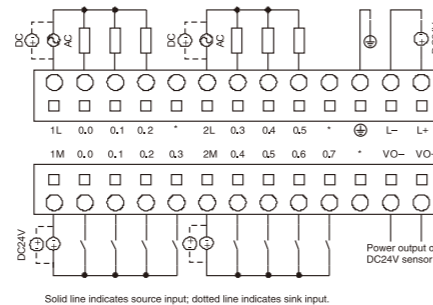 DC AC DC AC
1L 0.0 0.1 0.2 * 2L 0.3 0.4 0.5 * L− L+
1M 0.0 0.1 0.2 0.3 2M 0.4 0.5 0.6 0.7 * VO− VO
DC24V
Power output
DC24V sensor
Solid line indicates source input; dotted line indicates sink input.